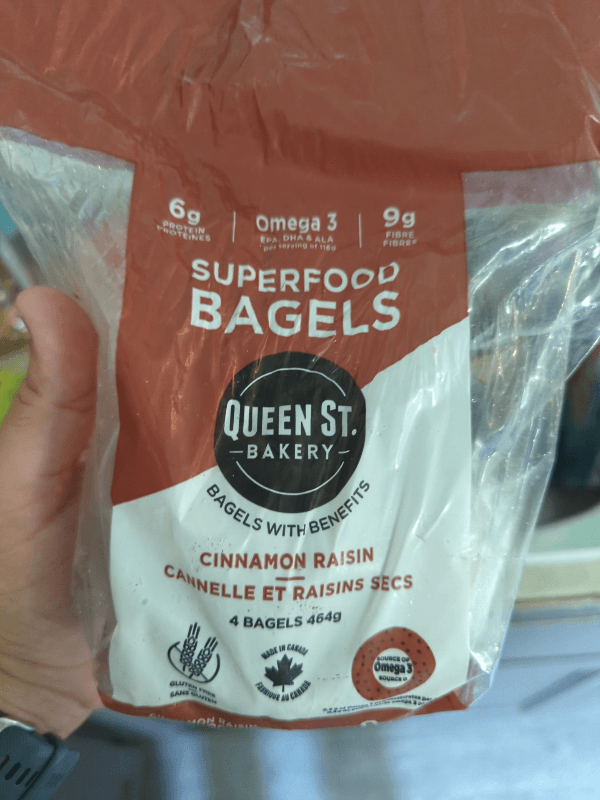 6g
PROTEIN
PROTEINES
Omega 3
EPA, DHA & ALA
*per serving of 116g
9g
FIBRE
FIBRES
SUPERFOOD
BAGELS
QUEEN ST.
BAKERY
BAGELS WITH BENEFITS
CINNAMON RAISIN
CANNELLE ET RAISINS SECS
4 BAGELS 464g
GLUTEN FREE
SANS GLUTEN
MADE IN CANADA
FABRIQUÉ AU CANADA
SOURCE OF
Omega 3
SOURCE D'